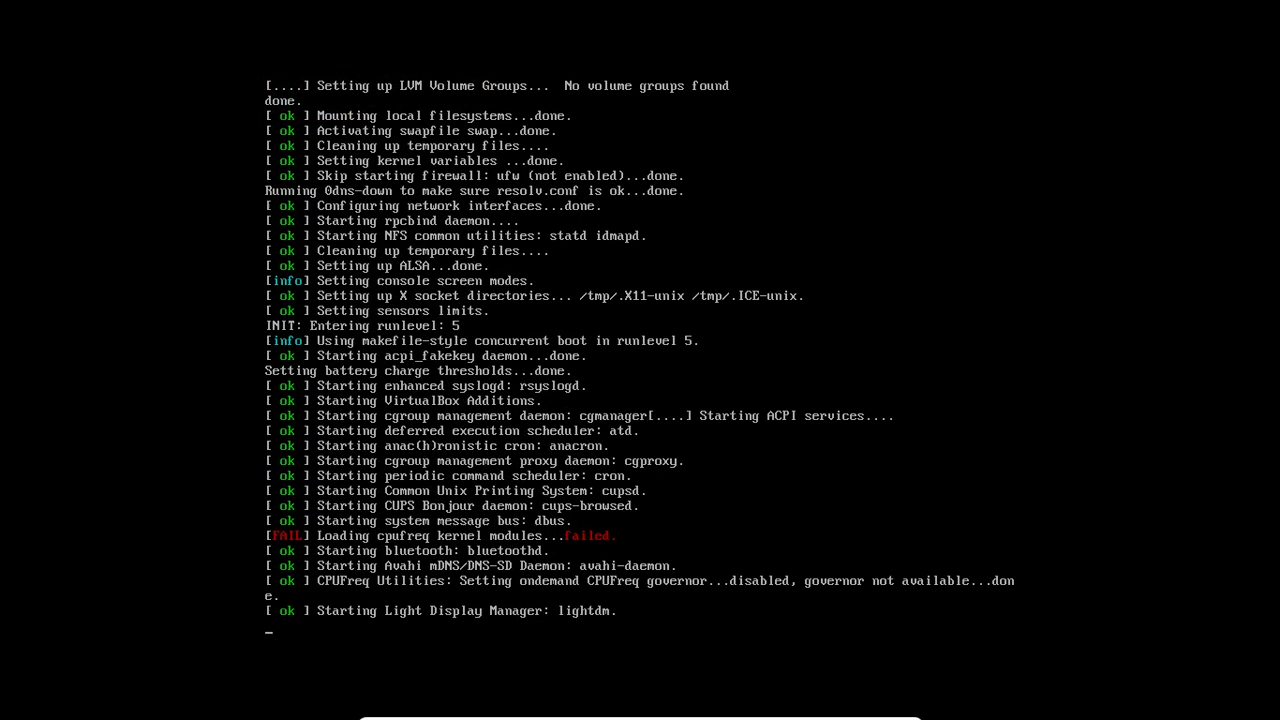 [....] Setting up LVM Volume Groups...  No volume groups found
done.
[ ok ] Mounting local filesystems...done.
[ ok ] Activating swapfile swap...done.
[ ok ] Cleaning up temporary files....
[ ok ] Setting kernel variables ...done.
[ ok ] Skip starting firewall: ufw (not enabled)...done.
Running 0dns-down to make sure resolv.conf is ok...done.
[ ok ] Configuring network interfaces...done.
[ ok ] Starting rpcbind daemon....
[ ok ] Starting NFS common utilities: statd idmapd.
[ ok ] Cleaning up temporary files....
[ ok ] Setting up ALSA...done.
[info] Setting console screen modes.
[ ok ] Setting up X socket directories... /tmp/.X11-unix /tmp/.ICE-unix.
[ ok ] Setting sensors limits.
INIT: Entering runlevel: 5
[info] Using makefile-style concurrent boot in runlevel 5.
[ ok ] Starting acpi_fakekey daemon...done.
Setting battery charge thresholds...done.
[ ok ] Starting enhanced syslogd: rsyslogd.
[ ok ] Starting VirtualBox Additions.
[ ok ] Starting cgroup management daemon: cgmanager[....] Starting ACPI services....
[ ok ] Starting deferred execution scheduler: atd.
[ ok ] Starting anac(h)ronistic cron: anacron.
[ ok ] Starting cgroup management proxy daemon: cgproxy.
[ ok ] Starting periodic command scheduler: cron.
[ ok ] Starting Common Unix Printing System: cupsd.
[ ok ] Starting CUPS Bonjour daemon: cups-browsed.
[ ok ] Starting system message bus: dbus.
[FAIL] Loading cpufreq kernel modules...failed.
[ ok ] Starting bluetooth: bluetoothd.
[ ok ] Starting Avahi mDNS/DNS-SD Daemon: avahi-daemon.
[ ok ] CPUFreq Utilities: Setting ondemand CPUFreq governor...disabled, governor not available...don
e.
[ ok ] Starting Light Display Manager: lightdm.